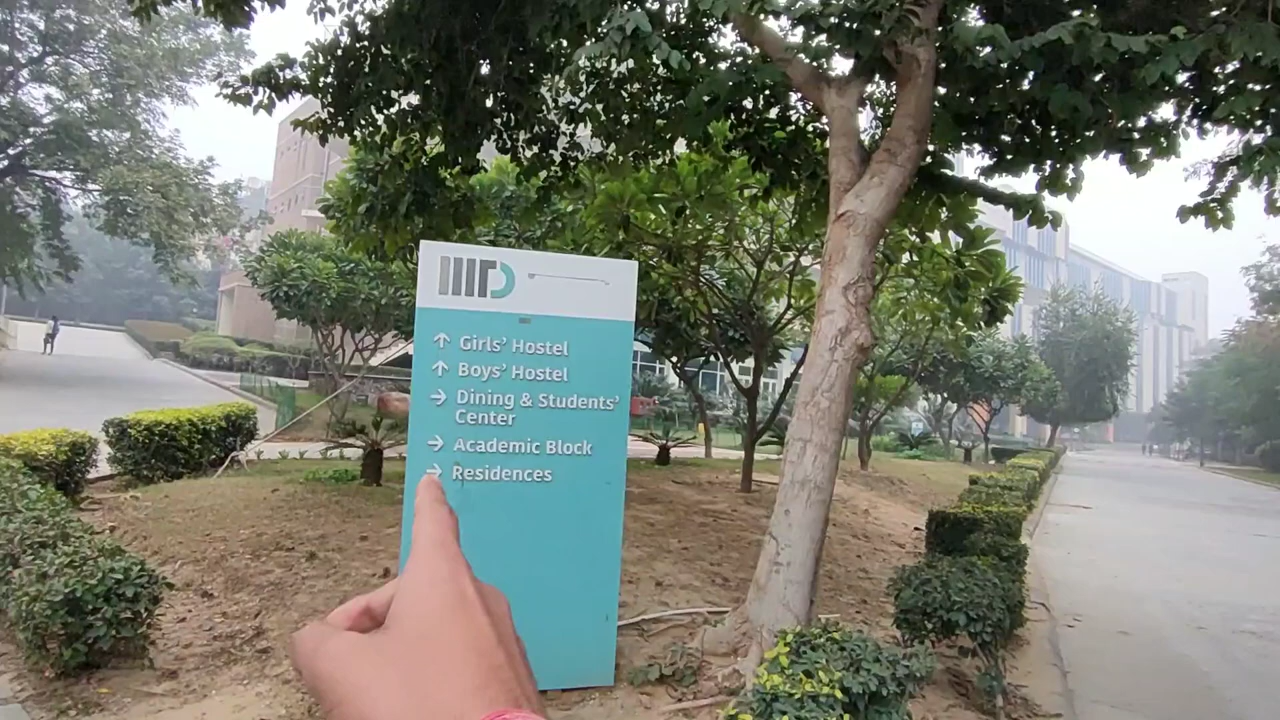 IIITD
↑ Girls' Hostel
↑ Boys' Hostel
→ Dining & Students'
Center
→ Academic Block
→ Residences